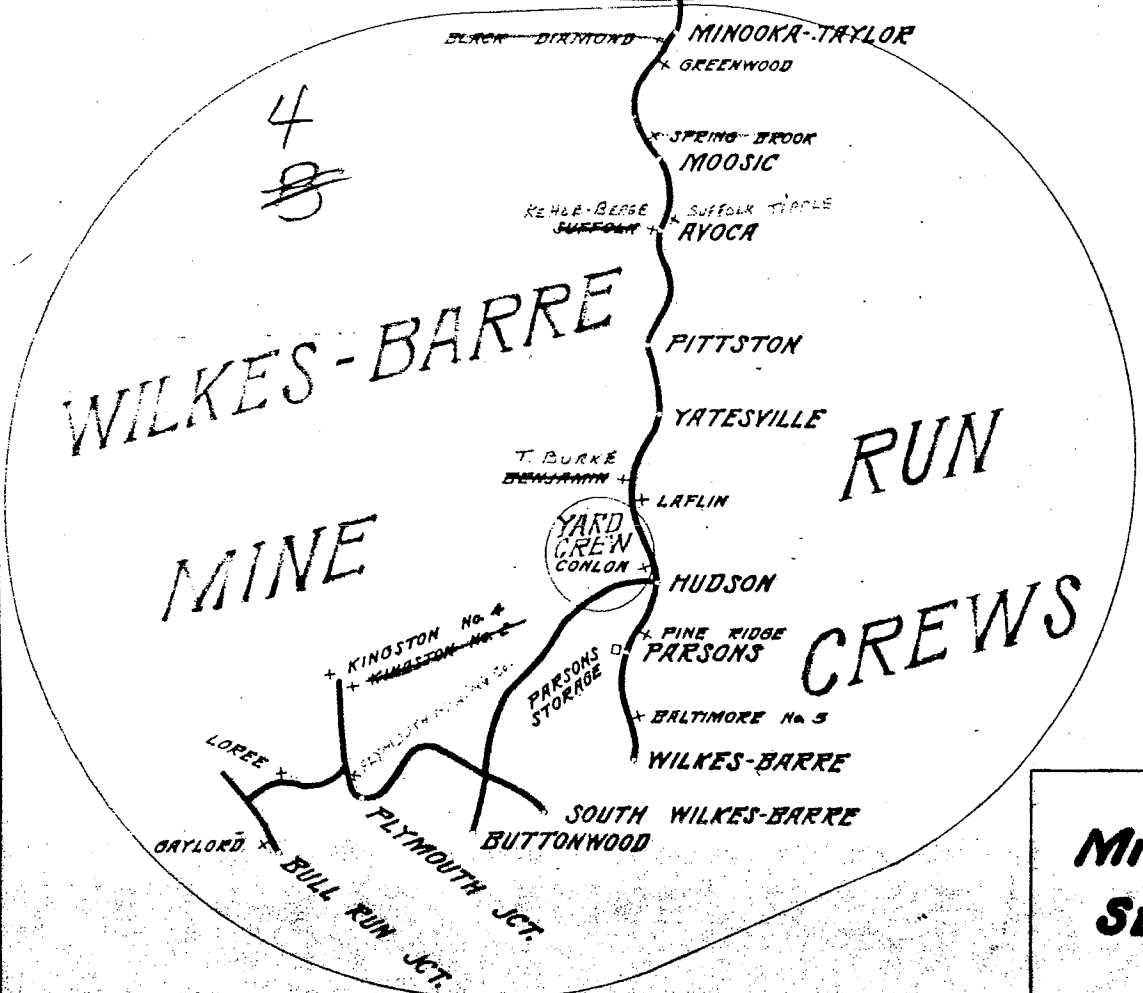 BLACK DIAMOND
MINOOKA-TAYLOR
GREENWOOD
4
B
SPRING BROOK
MOOSIC
KEHLE-BERGE
SUFFOLK TIPPLE
SUFFOLK
AVOCA
WILKES-BARRE
PITTSTON
YATESVILLE
RUN
T. BURKE
BENJAMIN
LAFLIN
MINE
YARD
CREW
CONLON
HUDSON
CREWS
KINGSTON No. 4
KINGSTON No. 2
PINE RIDGE
PARSONS
PARSONS
STORAGE
PLYMOUTH
BALTIMORE No. 5
LOREE
WILKES-BARRE
SOUTH WILKES-BARRE
BUTTONWOOD
PLYMOUTH JCT.
GAYLORD
BULL RUN JCT.